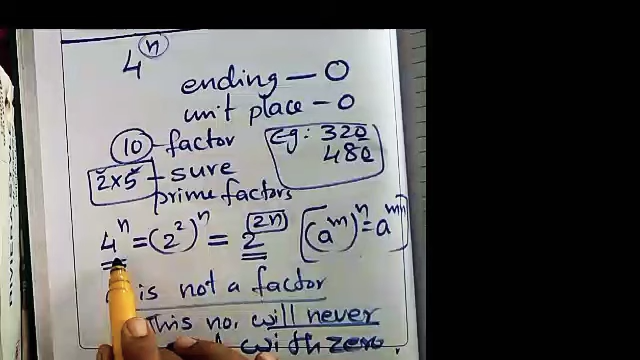 4^n
ending — 0
unit place — 0
10 — factor
eg: 320
480
2×5 — sure
prime factors
4^n = (2^2)^n = 2^2n (a^m)^n = a^mn
is not a factor
This no. will never
with zero.